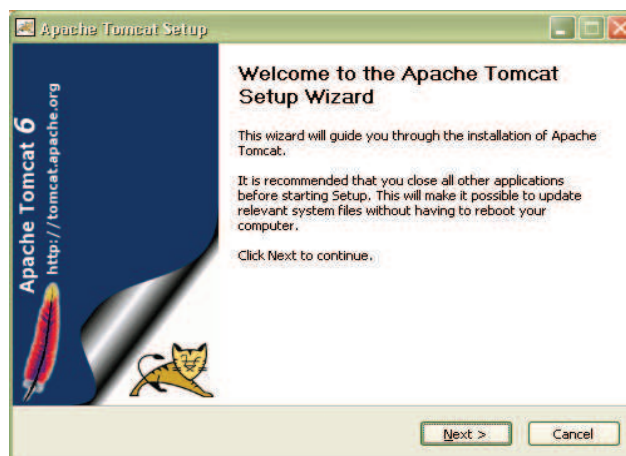 Apache Tomcat Setup
Apache Tomcat 6
http://tomcat.apache.org
Welcome to the Apache Tomcat
Setup Wizard
This wizard will guide you through the installation of Apache
Tomcat.
It is recommended that you close all other applications
before starting Setup. This will make it possible to update
relevant system files without having to reboot your
computer.
Click Next to continue.
Next >
Cancel